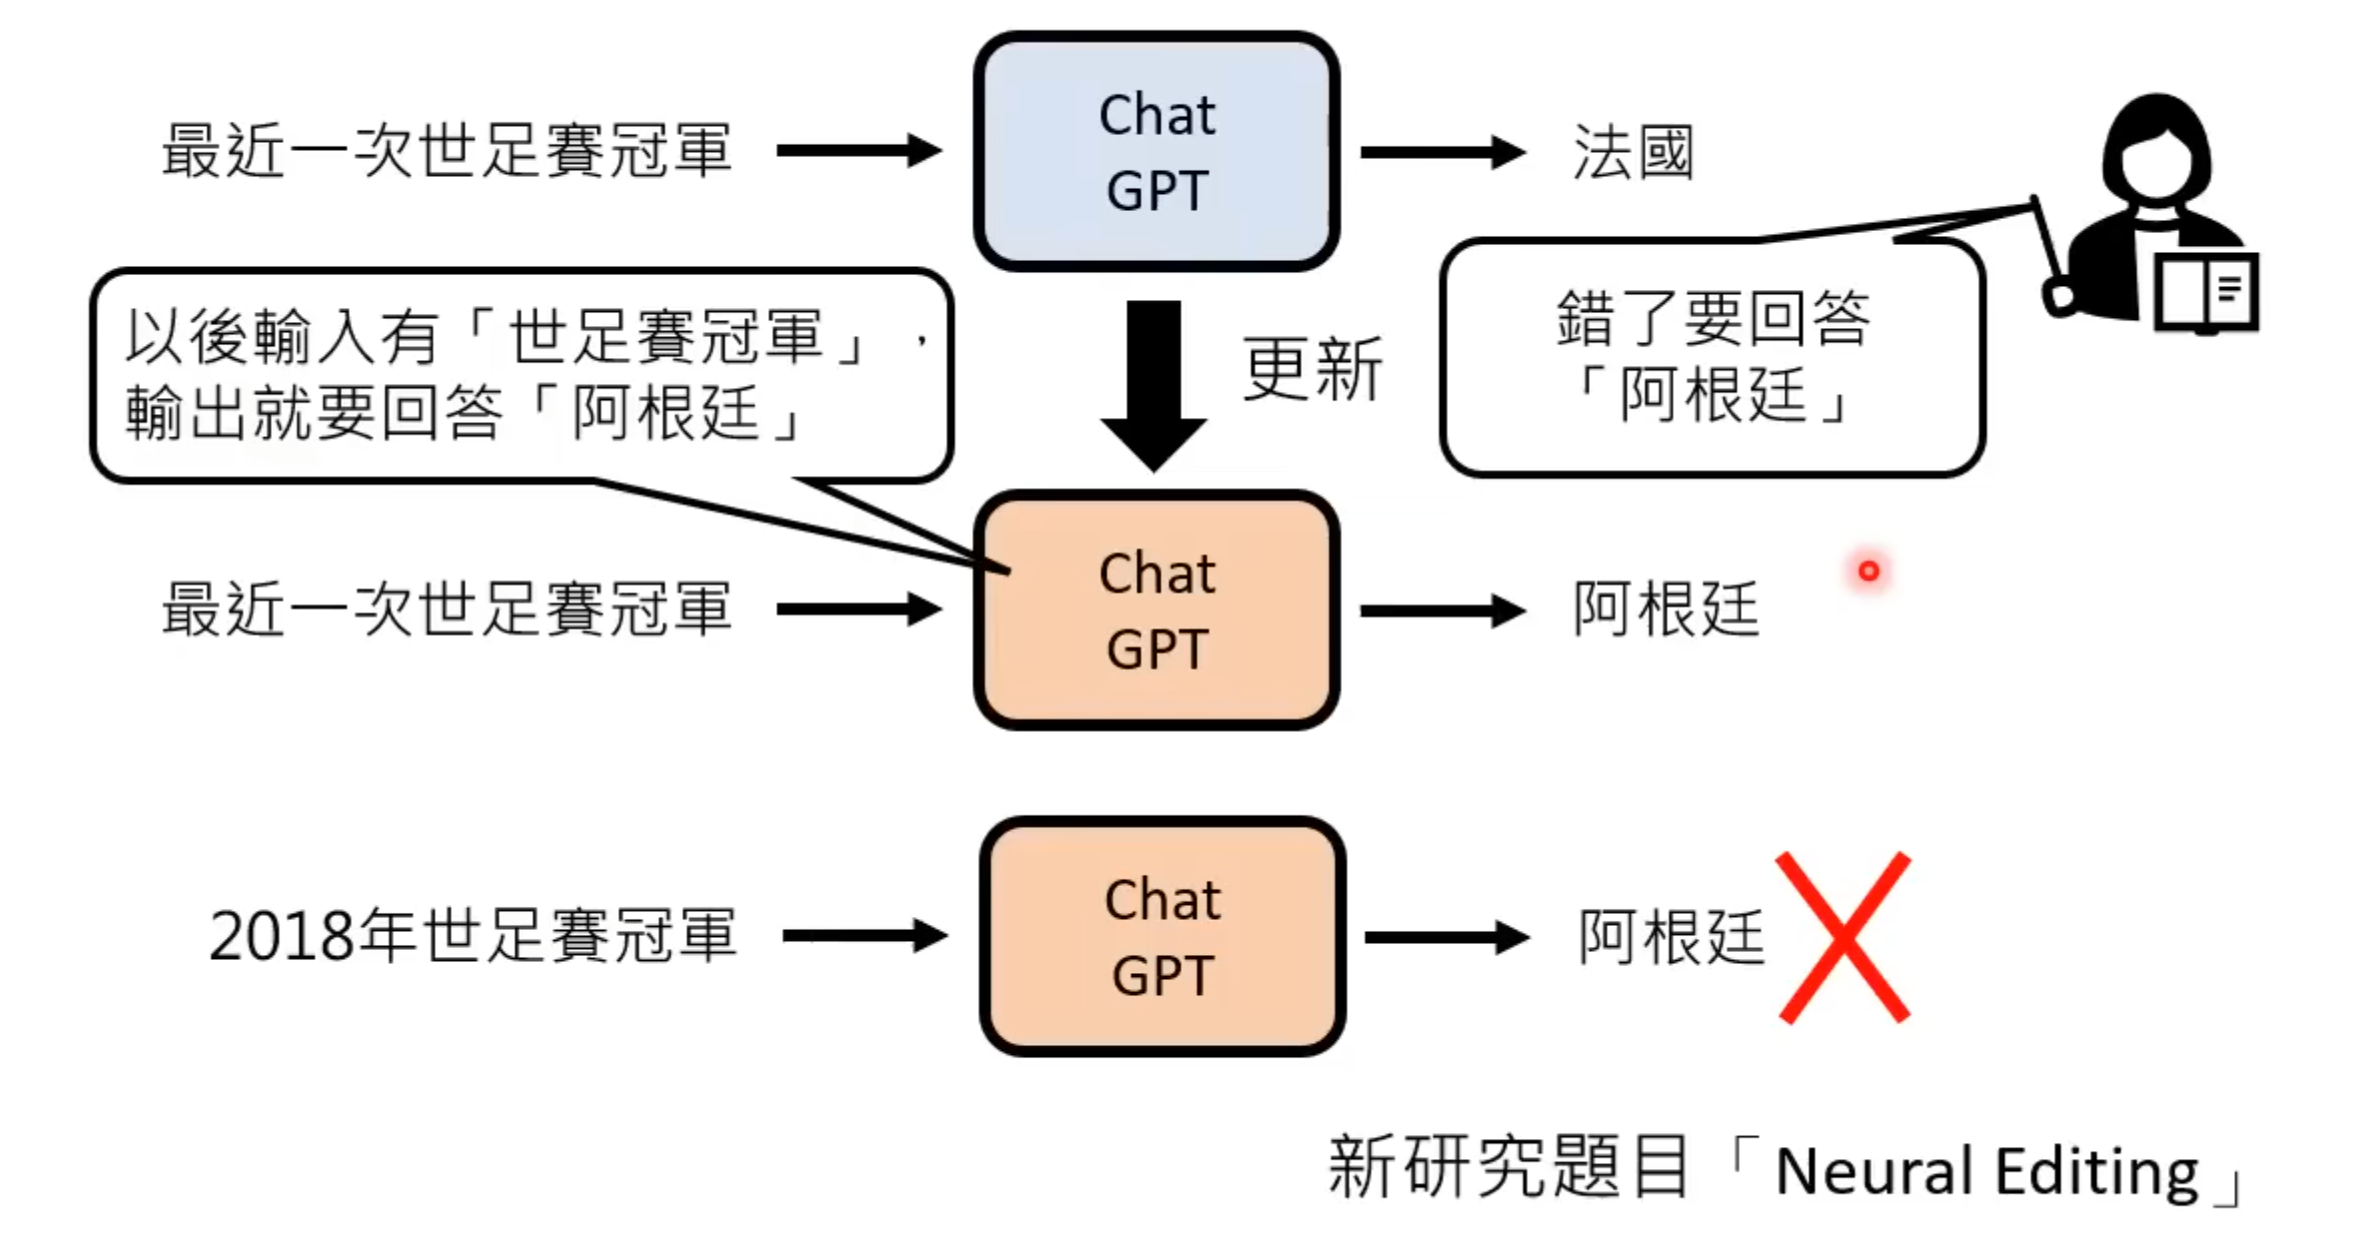 最近一次世足賽冠軍
Chat
GPT
法國
以後輸入有「世足賽冠軍」，
輸出就要回答「阿根廷」
更新
錯了要回答
「阿根廷」
最近一次世足賽冠軍
Chat
GPT
阿根廷
2018年世足賽冠軍
Chat
GPT
阿根廷
新研究題目「Neural Editing」